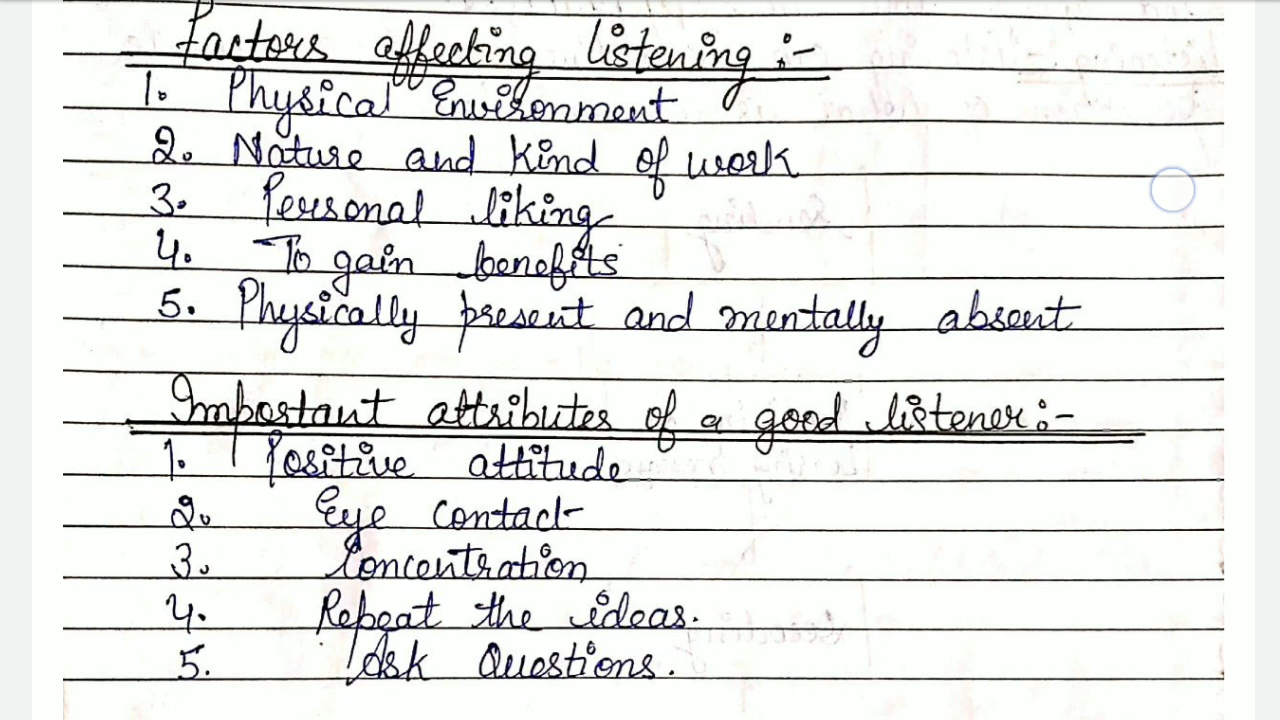 Factors affecting listening :-
1. Physical Environment
2. Nature and kind of work
3. Personal liking
4. To gain benefits
5. Physically present and mentally absent
Important attributes of a good listener :-
1. Positive attitude
2. Eye contact
3. Concentration
4. Repeat the ideas.
5. Ask Questions.